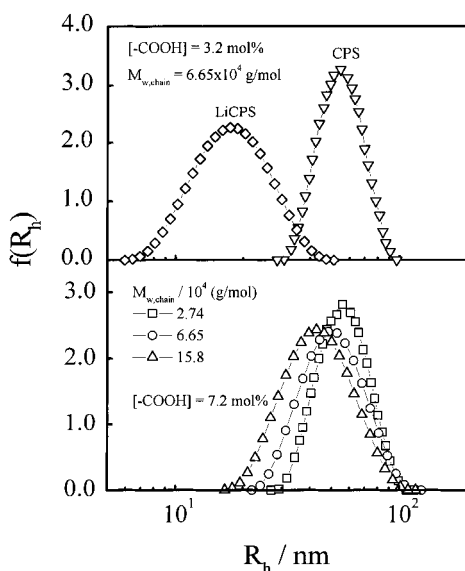 4.0
3.0
2.0
1.0
0.0
[-COOH] = 3.2 mol%
M_w,chain = 6.65x10^4 g/mol
LiCPS
CPS
f(R_h)
3.0
2.0
1.0
0.0
M_w,chain / 10^4 (g/mol)
2.74
6.65
15.8
[-COOH] = 7.2 mol%
10^1
10^2
R_h / nm